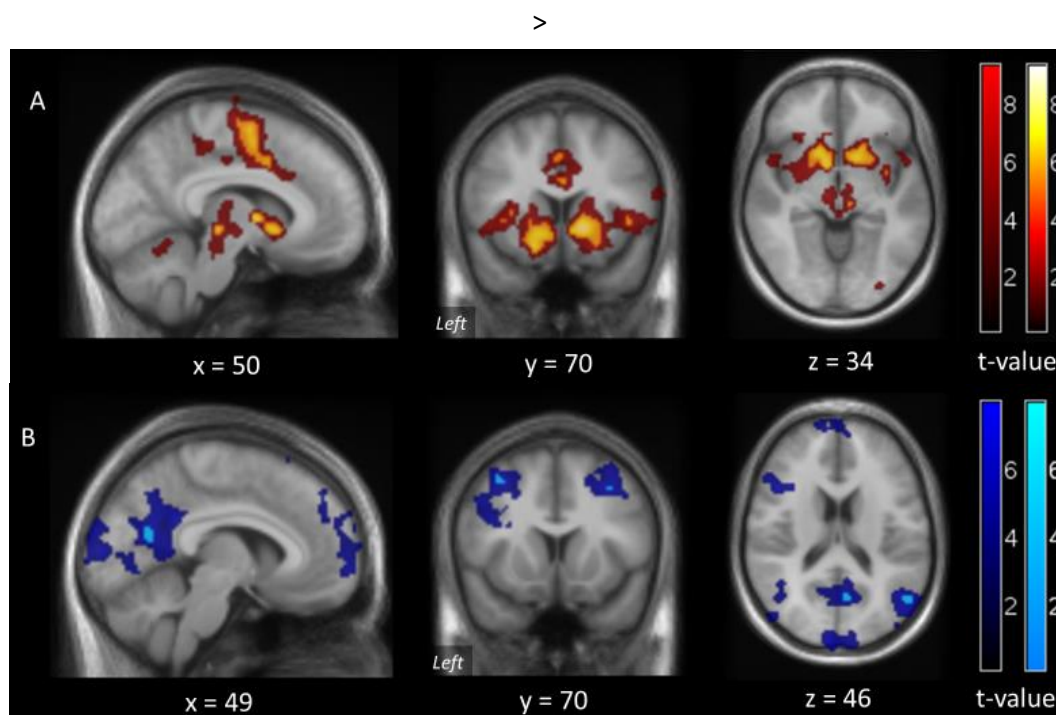 >
A
8
6
4
2
8
6
4
2
Left
x = 50
y = 70
z = 34
t-value
B
6
4
2
6
4
2
Left
x = 49
y = 70
z = 46
t-value